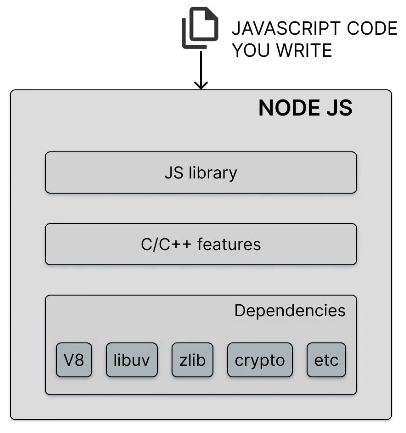 JAVASCRIPT CODE
YOU WRITE
NODE JS
JS library
C/C++ features
Dependencies
V8 libuv zlib crypto etc